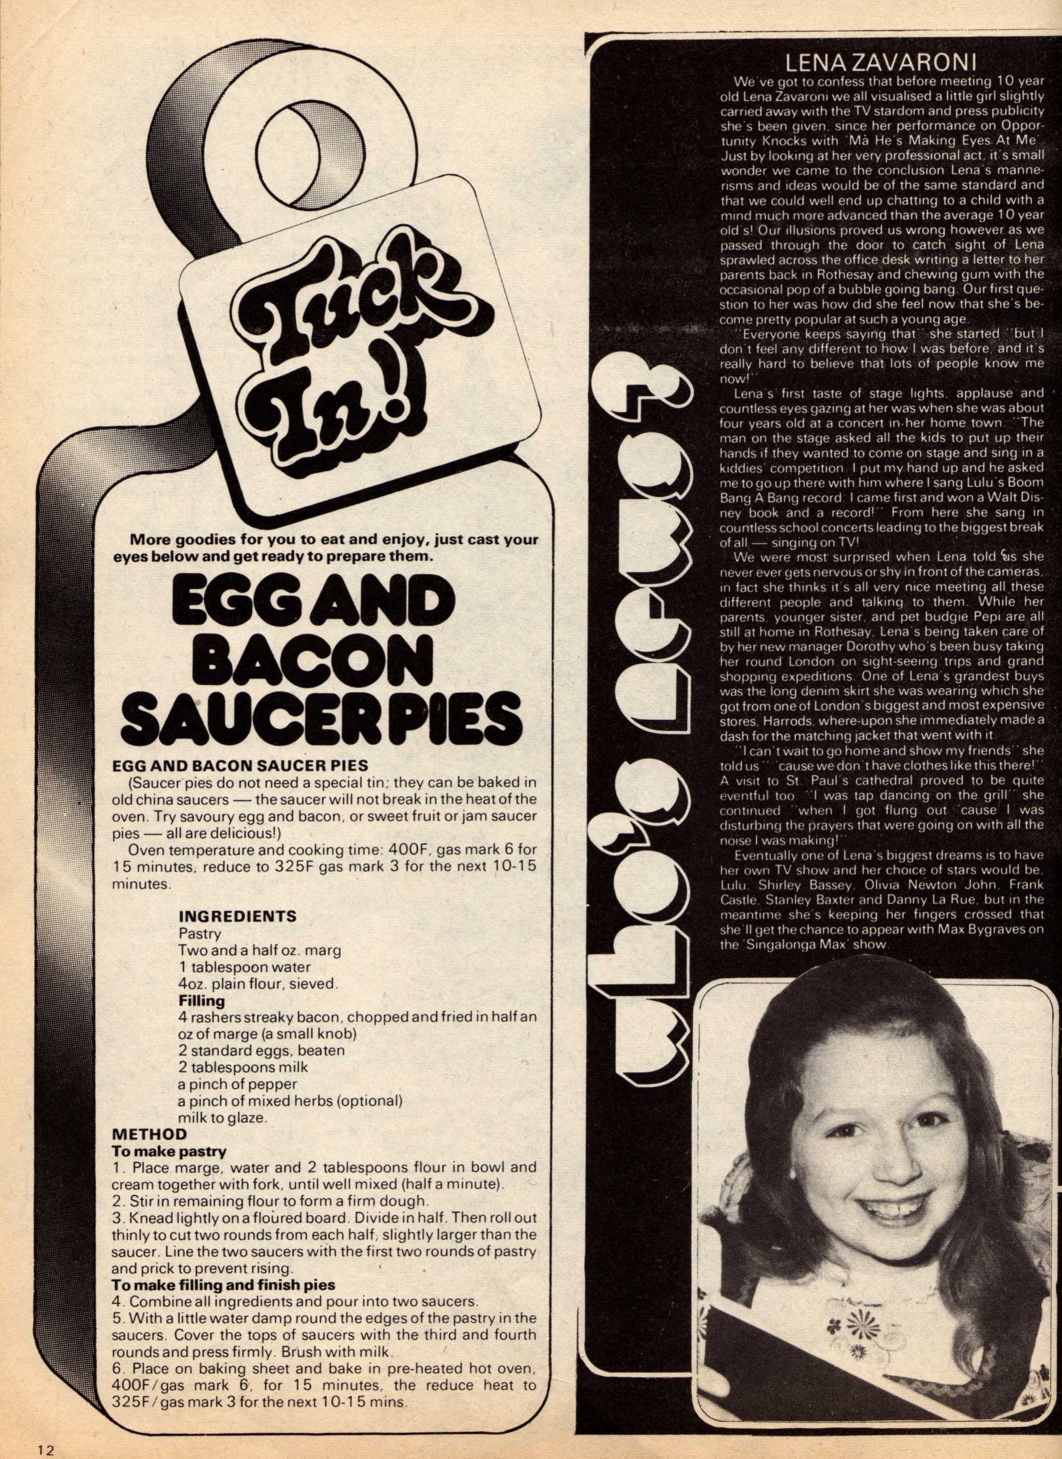 Tuck
In!
More goodies for you to eat and enjoy, just cast your
eyes below and get ready to prepare them.
EGG AND
BACON
SAUCER PIES
EGG AND BACON SAUCER PIES
(Saucer pies do not need a special tin; they can be baked in
old china saucers — the saucer will not break in the heat of the
oven. Try savoury egg and bacon, or sweet fruit or jam saucer
pies — all are delicious!)
Oven temperature and cooking time: 400F, gas mark 6 for
15 minutes, reduce to 325F gas mark 3 for the next 10-15
minutes.
INGREDIENTS
Pastry
Two and a half oz. marg
1 tablespoon water
4oz. plain flour, sieved.
Filling
4 rashers streaky bacon, chopped and fried in half an
oz of marge (a small knob)
2 standard eggs, beaten
2 tablespoons milk
a pinch of pepper
a pinch of mixed herbs (optional)
milk to glaze.
METHOD
To make pastry
1. Place marge, water and 2 tablespoons flour in bowl and
cream together with fork, until well mixed (half a minute).
2. Stir in remaining flour to form a firm dough.
3. Knead lightly on a floured board. Divide in half. Then roll out
thinly to cut two rounds from each half, slightly larger than the
saucer. Line the two saucers with the first two rounds of pastry
and prick to prevent rising.
To make filling and finish pies
4. Combine all ingredients and pour into two saucers.
5. With a little water damp round the edges of the pastry in the
saucers. Cover the tops of saucers with the third and fourth
rounds and press firmly. Brush with milk.
6. Place on baking sheet and bake in pre-heated hot oven,
400F/gas mark 6, for 15 minutes, the reduce heat to
325F/gas mark 3 for the next 10-15 mins.
12
Who's New?
LENA ZAVARONI
We've got to confess that before meeting 10 year
old Lena Zavaroni we all visualised a little girl slightly
carried away with the TV stardom and press publicity
she's been given, since her performance on Oppor-
tunity Knocks with 'Ma He's Making Eyes At Me'.
Just by looking at her very professional act, it's small
wonder we came to the conclusion Lena's manne-
risms and ideas would be of the same standard and
that we could well end up chatting to a child with a
mind much more advanced than the average 10 year
old's! Our illusions proved us wrong however as we
passed through the door to catch sight of Lena
sprawled across the office desk writing a letter to her
parents back in Rothesay and chewing gum with the
occasional pop of a bubble going bang. Our first que-
stion to her was how did she feel now that she's be-
come pretty popular at such a young age.
"Everyone keeps saying that" she started "but I
don't feel any different to how I was before, and it's
really hard to believe that lots of people know me
now!"
Lena's first taste of stage lights, applause and
countless eyes gazing at her was when she was about
four years old at a concert in her home town. "The
man on the stage asked all the kids to put up their
hands if they wanted to come on stage and sing in a
kiddies' competition. I put my hand up and he asked
me to go up there with him where I sang Lulu's Boom
Bang A Bang record. I came first and won a Walt Dis-
ney book and a record!" From here she sang in
countless school concerts leading to the biggest break
of all — singing on TV!
We were most surprised when Lena told us she
never ever gets nervous or shy in front of the cameras,
in fact she thinks it's all very nice meeting all these
different people and talking to them. While her
parents, younger sister, and pet budgie Pepi are all
still at home in Rothesay, Lena's being taken care of
by her new manager Dorothy who's been busy taking
her round London on sight-seeing trips and grand
shopping expeditions. One of Lena's grandest buys
was the long denim skirt she was wearing which she
got from one of London's biggest and most expensive
stores, Harrods, where-upon she immediately made a
dash for the matching jacket that went with it.
"I can't wait to go home and show my friends" she
told us " 'cause we don't have clothes like this there!"
A visit to St. Paul's cathedral proved to be quite
eventful too. "I was tap dancing on the grill" she
continued "when I got flung out 'cause I was
disturbing the prayers that were going on with all the
noise I was making!"
Eventually one of Lena's biggest dreams is to have
her own TV show and her choice of stars would be,
Lulu, Shirley Bassey, Olivia Newton John, Frank
Castle, Stanley Baxter and Danny La Rue, but in the
meantime she's keeping her fingers crossed that
she'll get the chance to appear with Max Bygraves on
the 'Singalonga Max' show.